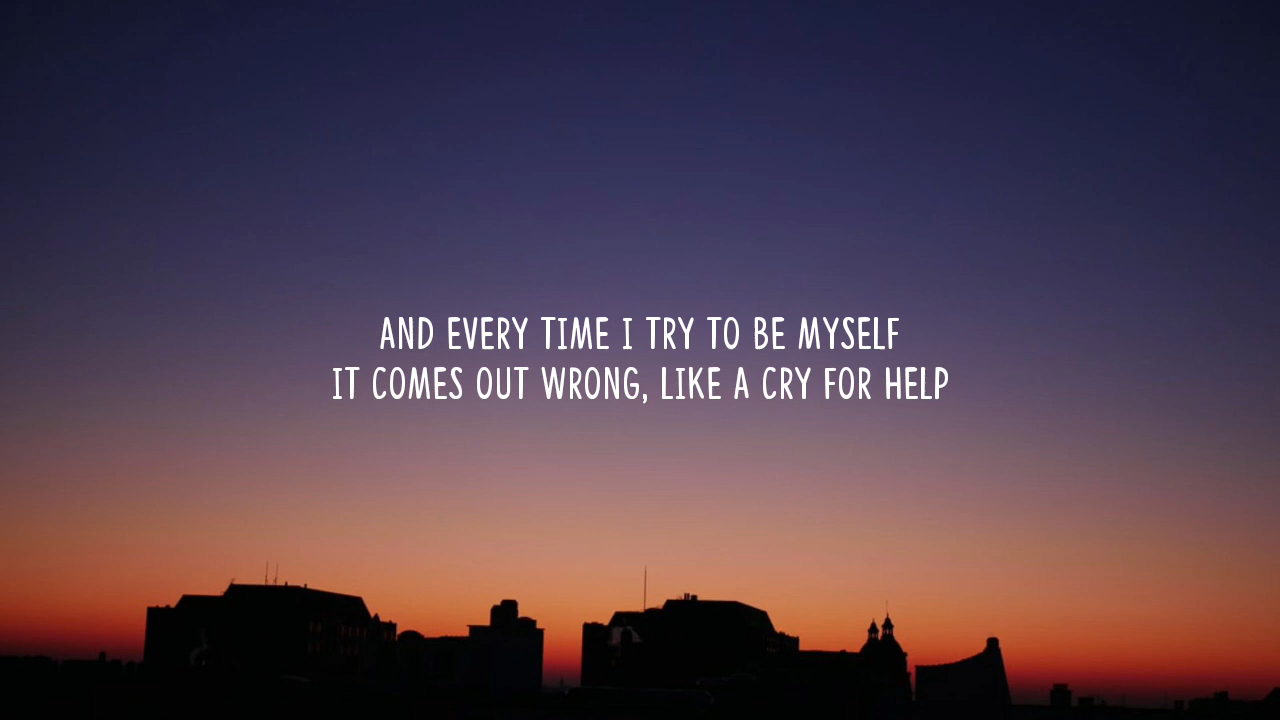 AND EVERY TIME I TRY TO BE MYSELF
IT COMES OUT WRONG, LIKE A CRY FOR HELP